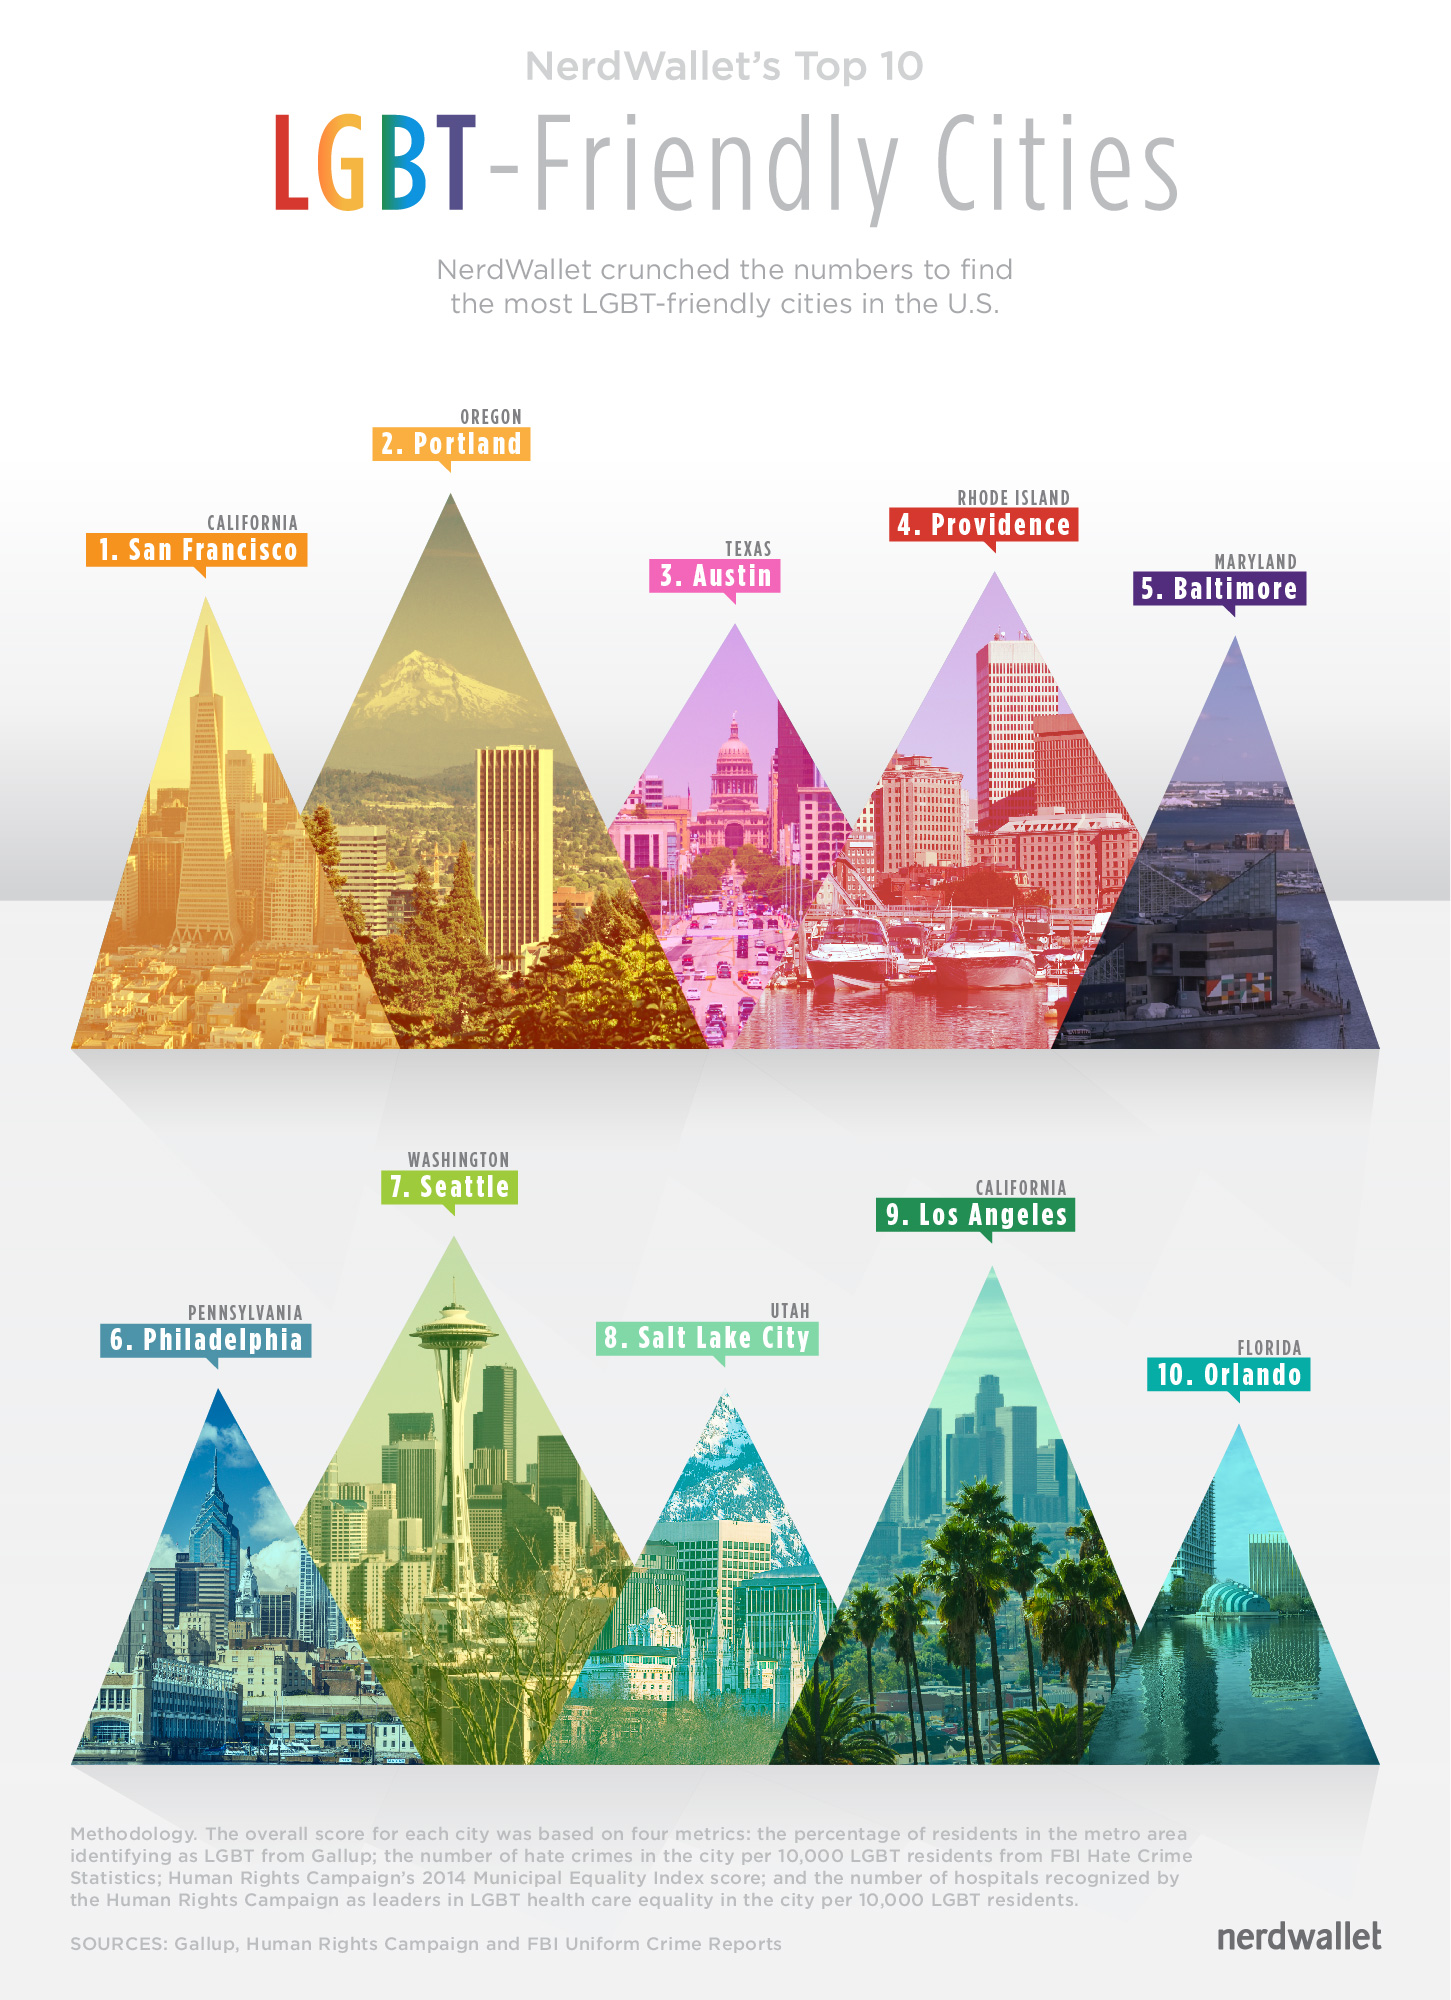 NerdWallet's Top 10
LGBT-Friendly Cities
NerdWallet crunched the numbers to find
the most LGBT-friendly cities in the U.S.
CALIFORNIA
1. San Francisco
OREGON
2. Portland
TEXAS
3. Austin
RHODE ISLAND
4. Providence
MARYLAND
5. Baltimore
PENNSYLVANIA
6. Philadelphia
WASHINGTON
7. Seattle
UTAH
8. Salt Lake City
CALIFORNIA
9. Los Angeles
FLORIDA
10. Orlando
Methodology. The overall score for each city was based on four metrics: the percentage of residents in the metro area
identifying as LGBT from Gallup; the number of hate crimes in the city per 10,000 LGBT residents from FBI Hate Crime
Statistics; Human Rights Campaign's 2014 Municipal Equality Index score; and the number of hospitals recognized by
the Human Rights Campaign as leaders in LGBT health care equality in the city per 10,000 LGBT residents.
SOURCES: Gallup, Human Rights Campaign and FBI Uniform Crime Reports
nerdwallet